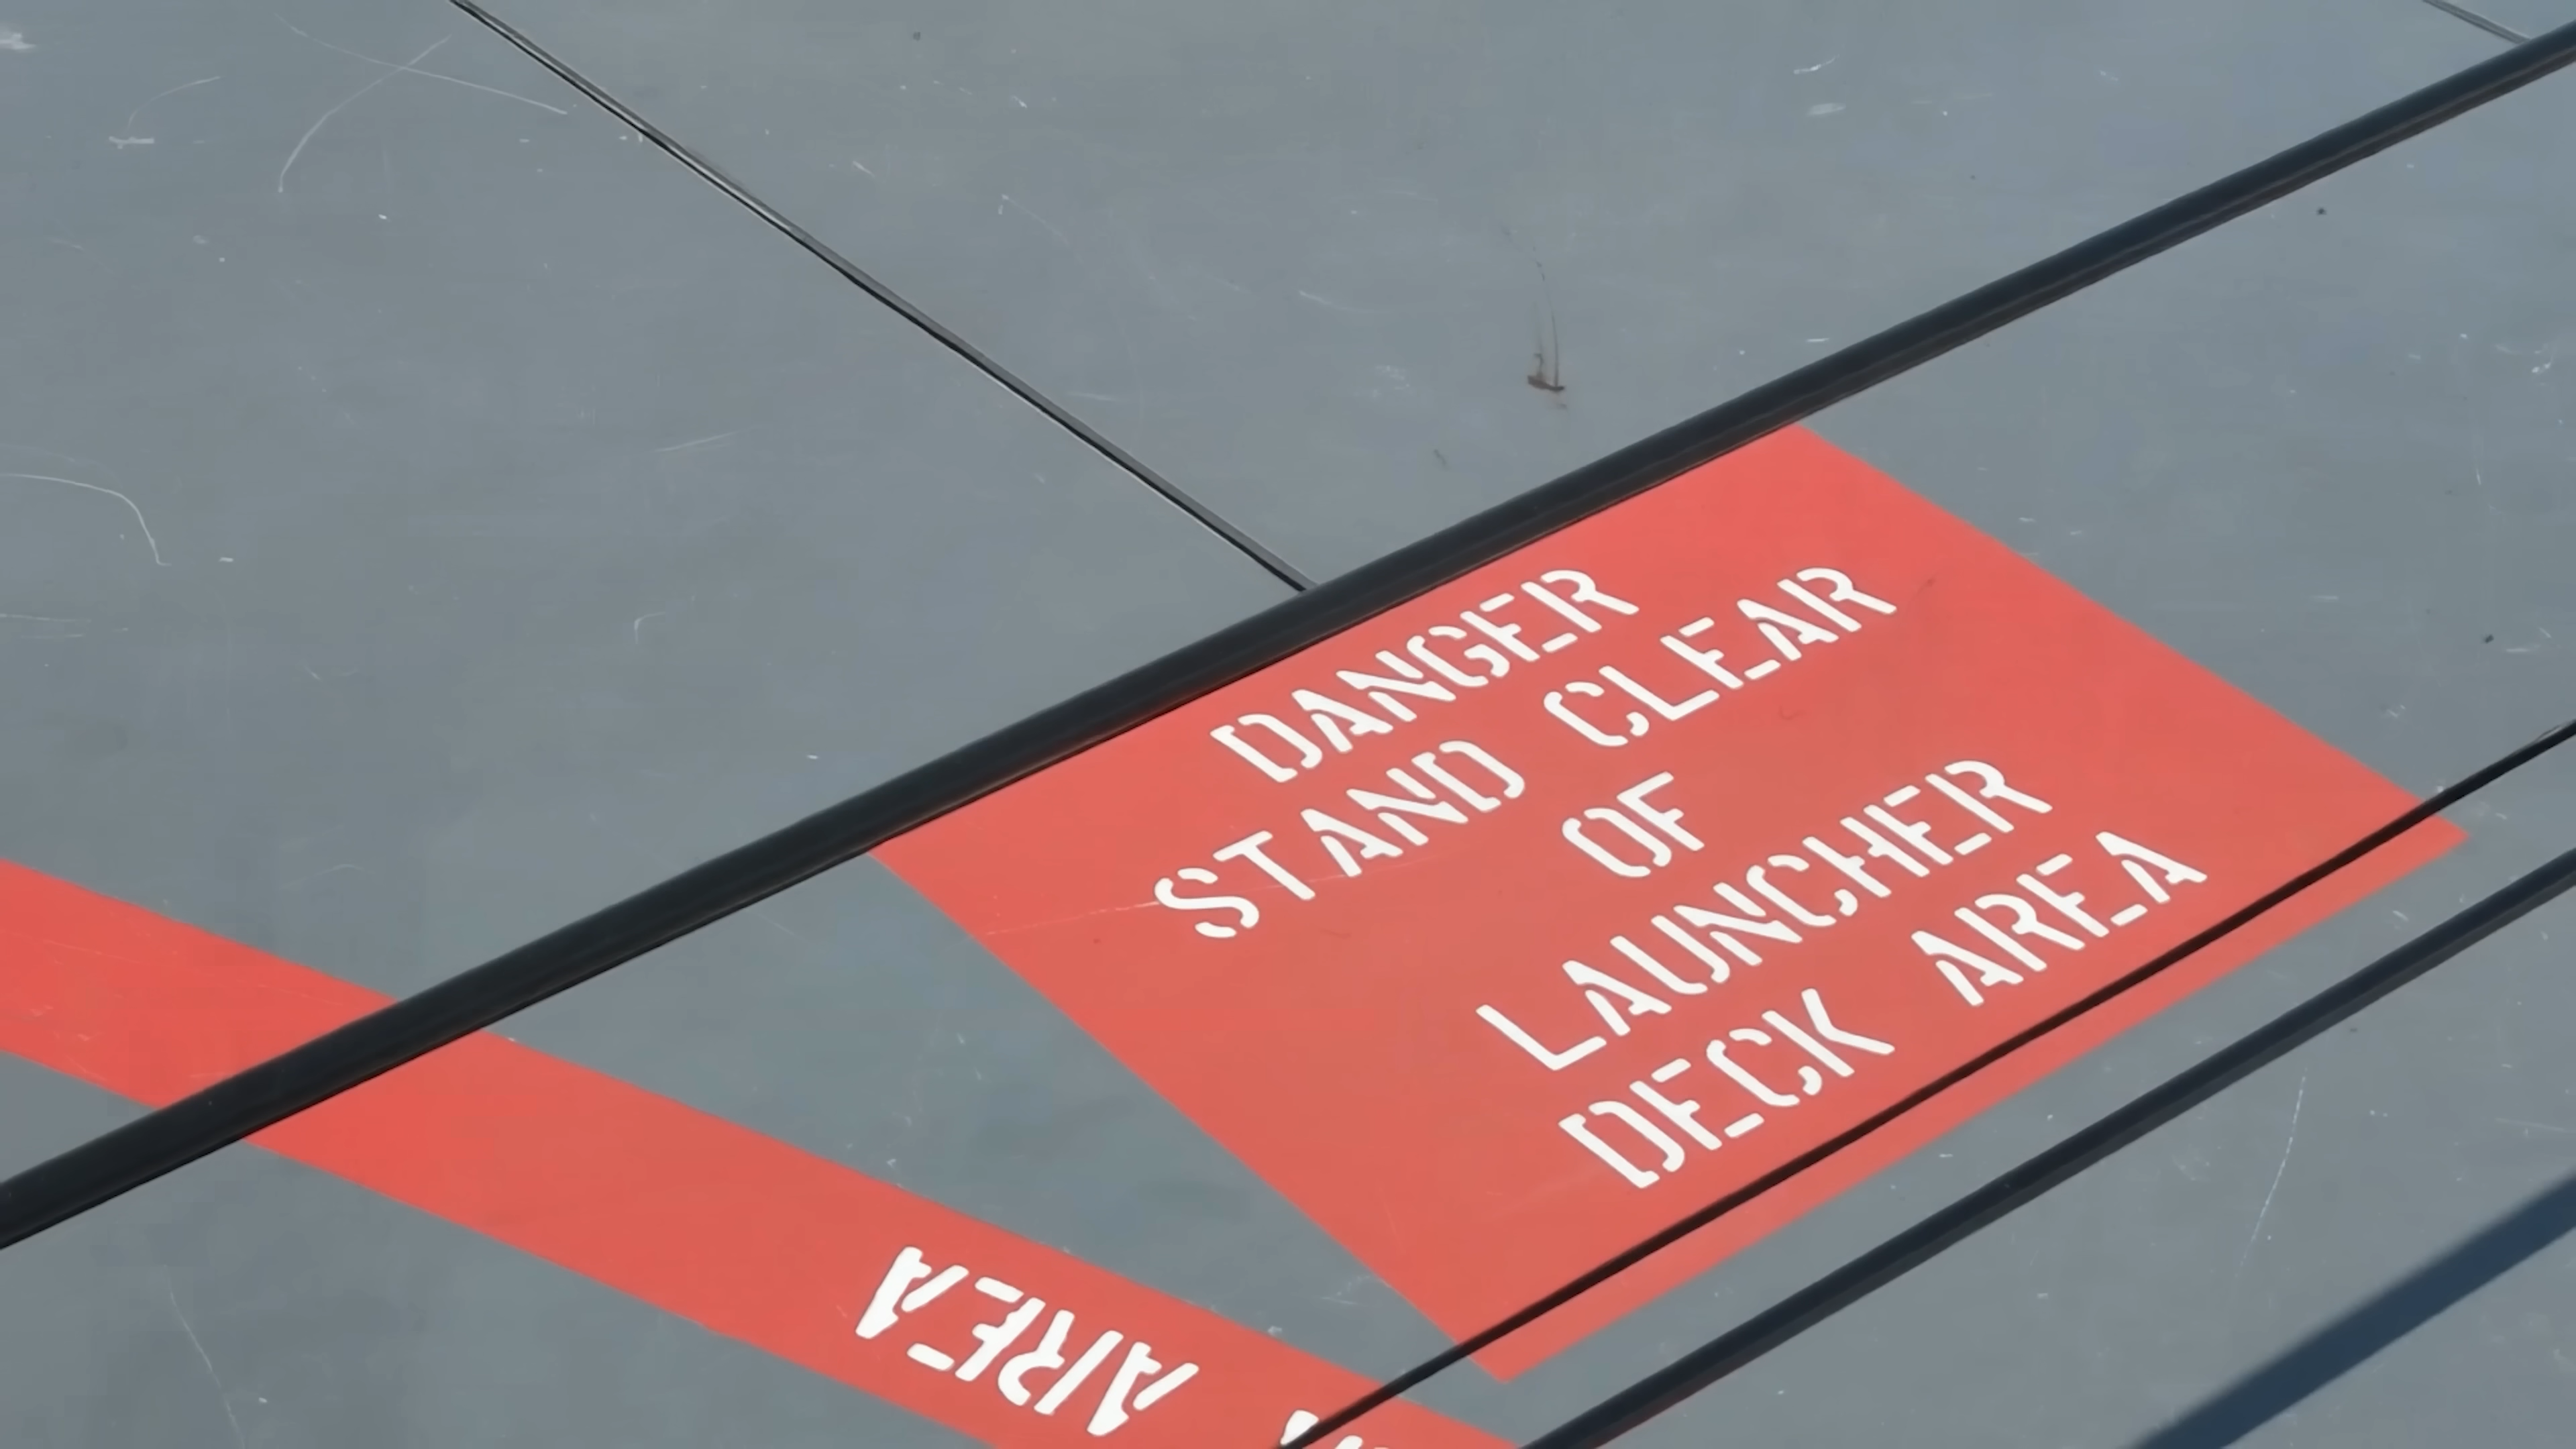 DANGER
STAND CLEAR
OF
LAUNCHER
DECK AREA
AREA